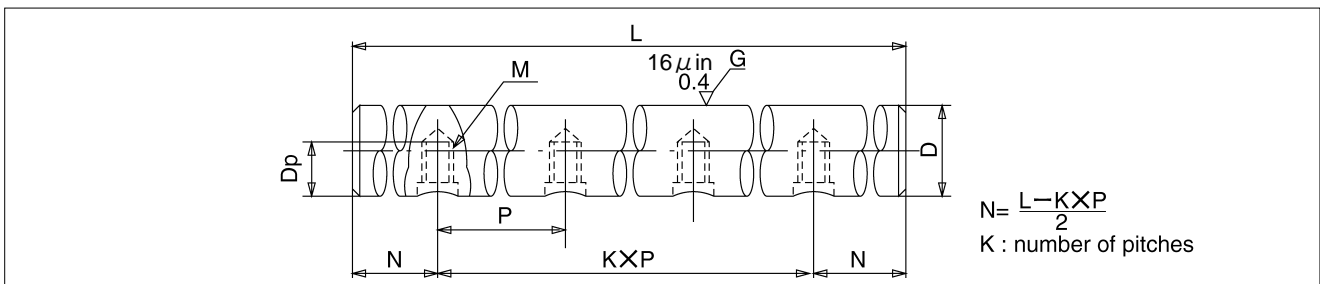 L
16μin G
0.4
M
Dp
D
P
N K×P N
N= L−K×P
2
K : number of pitches